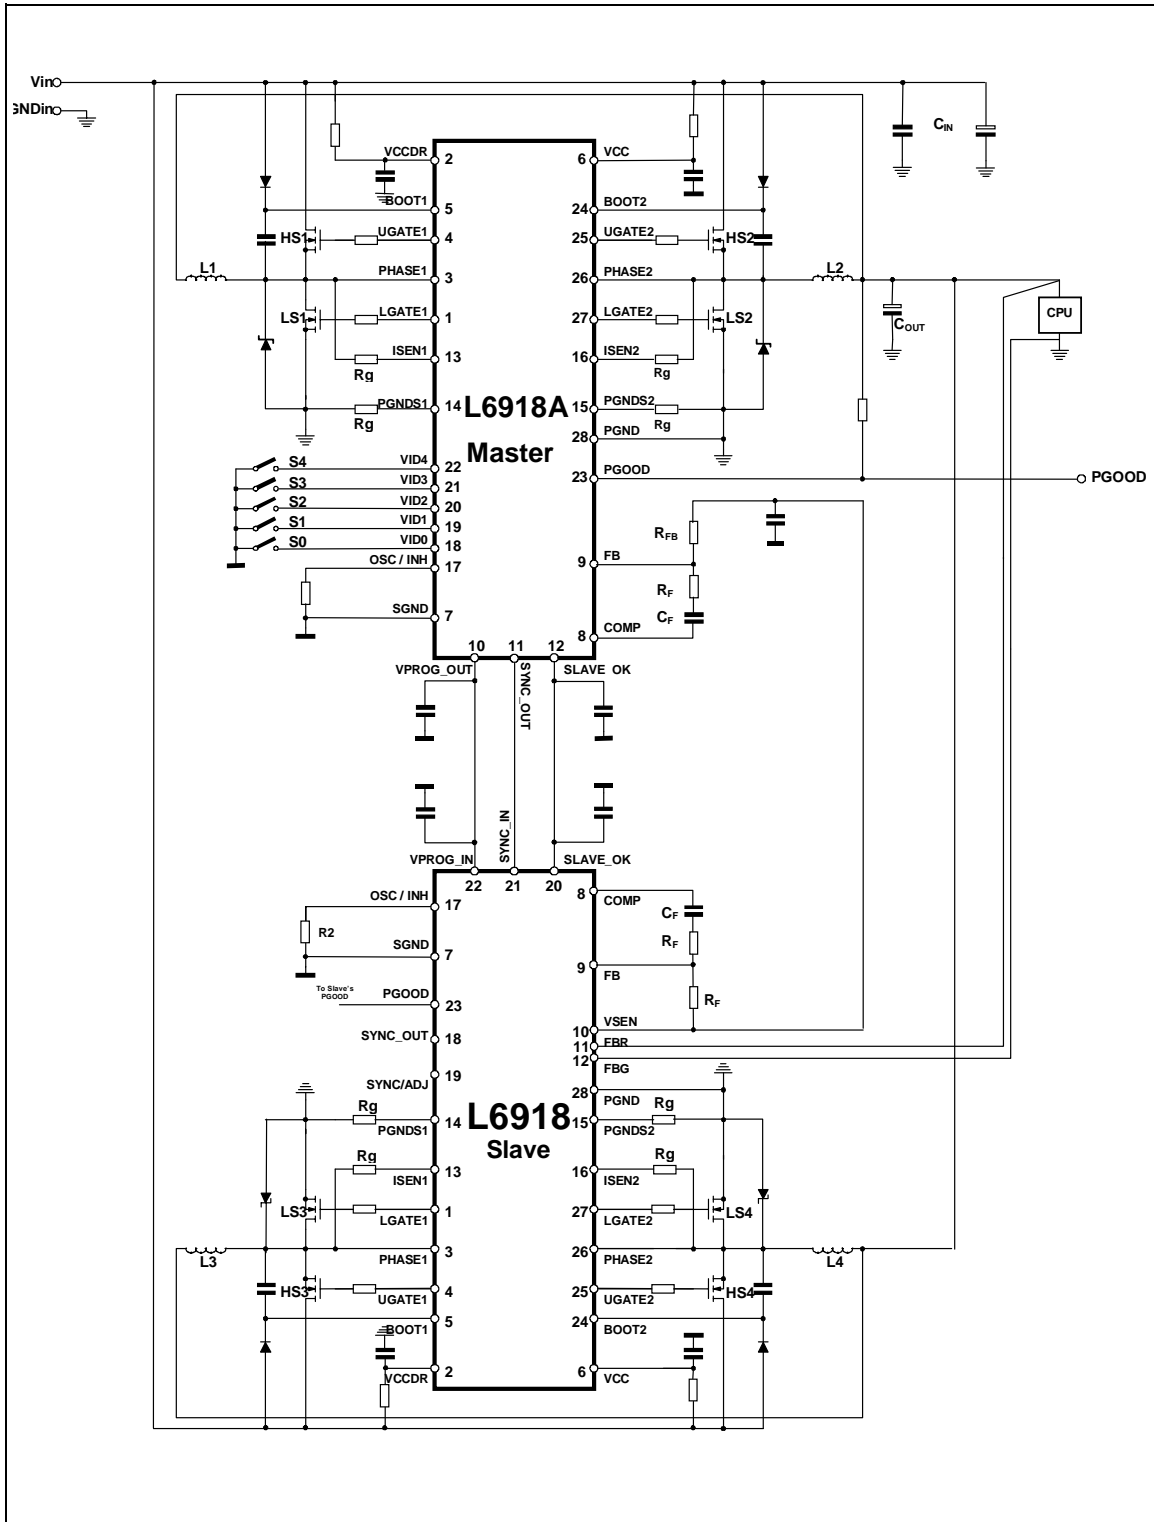 Vin
GNDin
VCCDR 2
6 VCC
CIN
BOOT1 5
24 BOOT2
HS1 UGATE1 4
25 UGATE2 HS2
L1 PHASE1 3
26 PHASE2 L2
LS1 LGATE1 1
27 LGATE2 LS2
COUT
CPU
ISEN1 13
16 ISEN2
Rg
Rg
PGNDS1 14
L6918A
15 PGNDS2
Rg
Rg
28 PGND
Master
S4 VID4 22
23 PGOOD
PGOOD
S3 VID3 21
S2 VID2 20
S1 VID1 19
S0 VID0 18
RFB
OSC / INH 17
9 FB
RF
SGND 7
CF
8 COMP
10 11 12
VPROG_OUT
SYNC_OUT
SLAVE_OK
VPROG_IN
SYNC_IN
SLAVE_OK
22 21 20
OSC / INH 17
8 COMP
CF
R2
RF
SGND 7
9 FB
To Slave's
PGOOD
PGOOD 23
RF
VSEN
10
SYNC_OUT 18
11 FBR
12 FBG
19
SYNC/ADJ
28 PGND
Rg
Rg
PGNDS1 14
L6918
15 PGNDS2
Slave
Rg
Rg
ISEN1 13
16 ISEN2
LS3 LGATE1 1
27 LGATE2 LS4
L3 PHASE1 3
26 PHASE2 L4
HS3 UGATE1 4
25 UGATE2 HS4
BOOT1 5
24 BOOT2
VCCDR 2
6 VCC